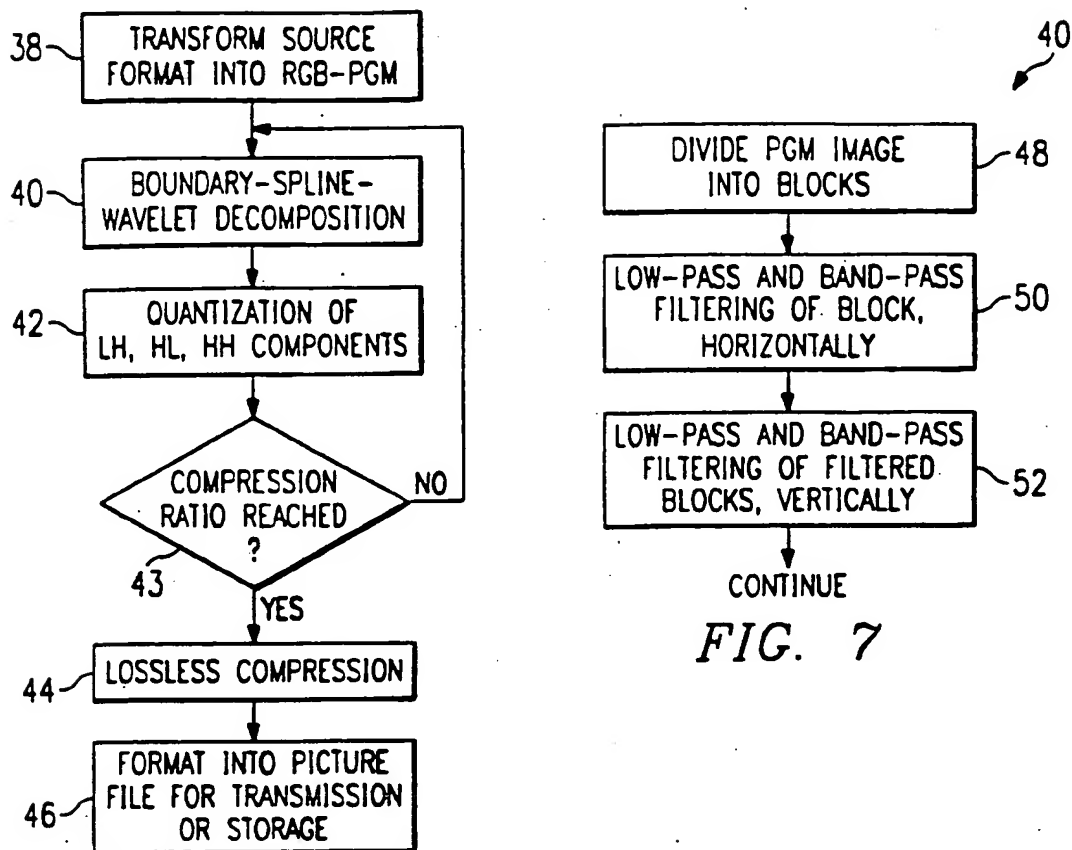 38
TRANSFORM SOURCE
FORMAT INTO RGB-PGM
40
BOUNDARY-SPLINE-
WAVELET DECOMPOSITION
42
QUANTIZATION OF
LH, HL, HH COMPONENTS
COMPRESSION
RATIO REACHED
?
NO
43
YES
44
LOSSLESS COMPRESSION
46
FORMAT INTO PICTURE
FILE FOR TRANSMISSION
OR STORAGE
40
DIVIDE PGM IMAGE
INTO BLOCKS
48
LOW-PASS AND BAND-PASS
FILTERING OF BLOCK,
HORIZONTALLY
50
LOW-PASS AND BAND-PASS
FILTERING OF FILTERED
BLOCKS, VERTICALLY
52
CONTINUE
FIG. 7